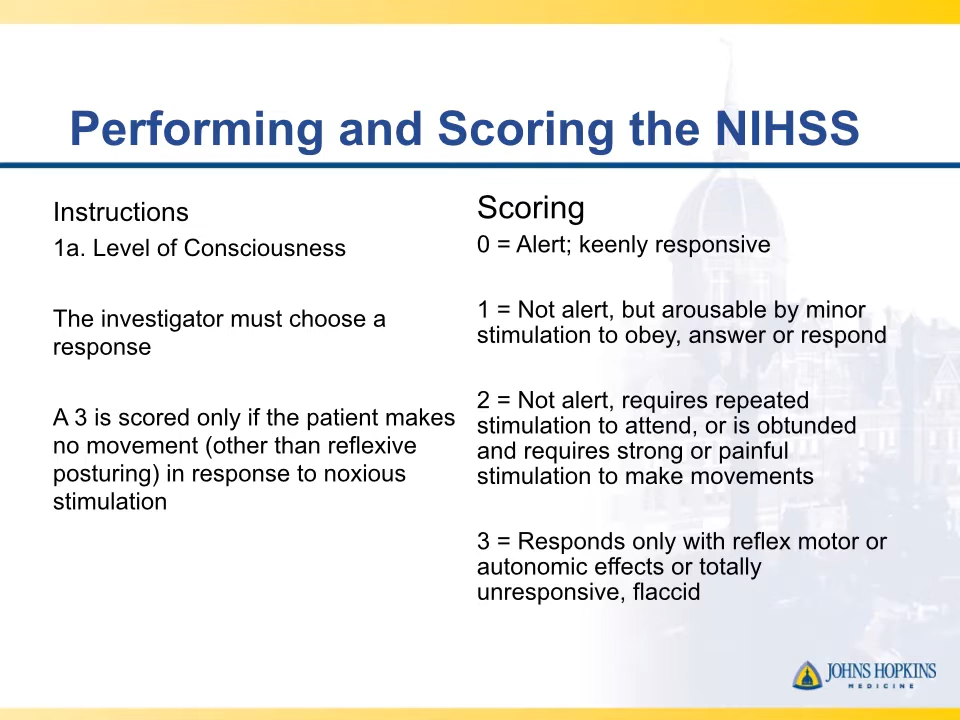 Performing and Scoring the NIHSS
Instructions
1a. Level of Consciousness
The investigator must choose a
response
A 3 is scored only if the patient makes
no movement (other than reflexive
posturing) in response to noxious
stimulation
Scoring
0 = Alert; keenly responsive
1 = Not alert, but arousable by minor
stimulation to obey, answer or respond
2 = Not alert, requires repeated
stimulation to attend, or is obtunded
and requires strong or painful
stimulation to make movements
3 = Responds only with reflex motor or
autonomic effects or totally
unresponsive, flaccid
JOHNS HOPKINS
MEDICINE